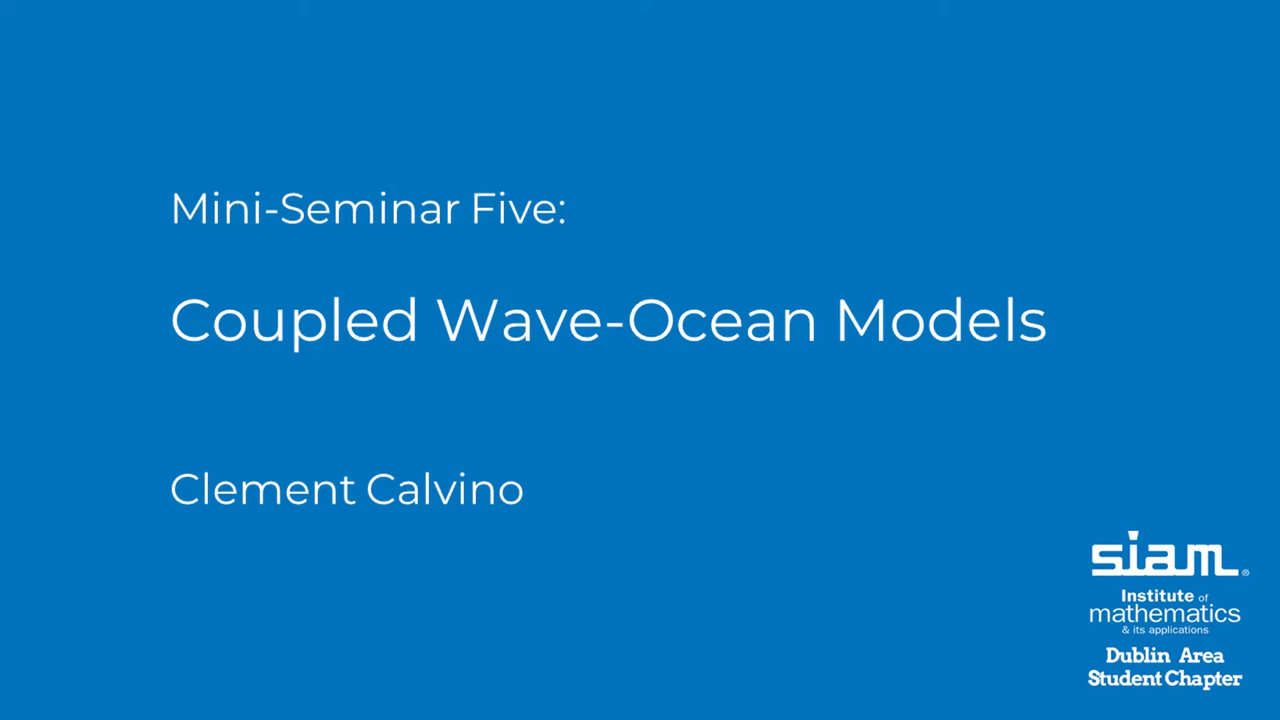 Mini-Seminar Five:
Coupled Wave-Ocean Models
Clement Calvino
siam®
Institute of
mathematics
& its applications
Dublin Area
Student Chapter